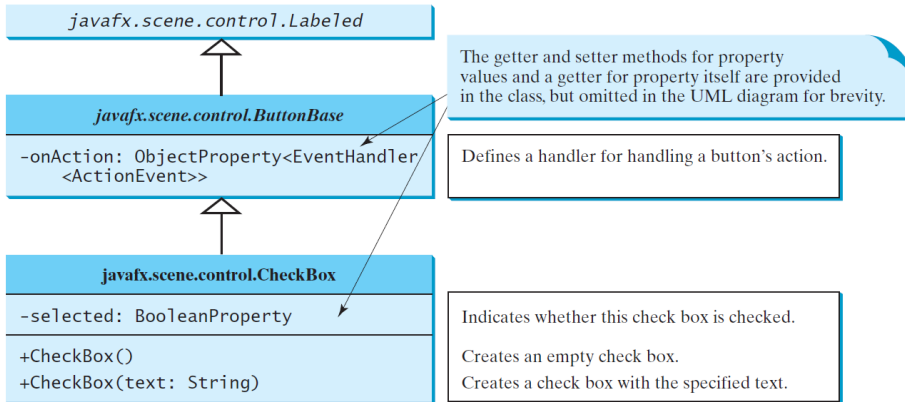 javafx.scene.control.Labeled
The getter and setter methods for property
values and a getter for property itself are provided
in the class, but omitted in the UML diagram for brevity.
javafx.scene.control.ButtonBase
-onAction: ObjectProperty<EventHandler
<ActionEvent>>
Defines a handler for handling a button's action.
javafx.scene.control.CheckBox
-selected: BooleanProperty
Indicates whether this check box is checked.
+CheckBox()
Creates an empty check box.
+CheckBox(text: String)
Creates a check box with the specified text.